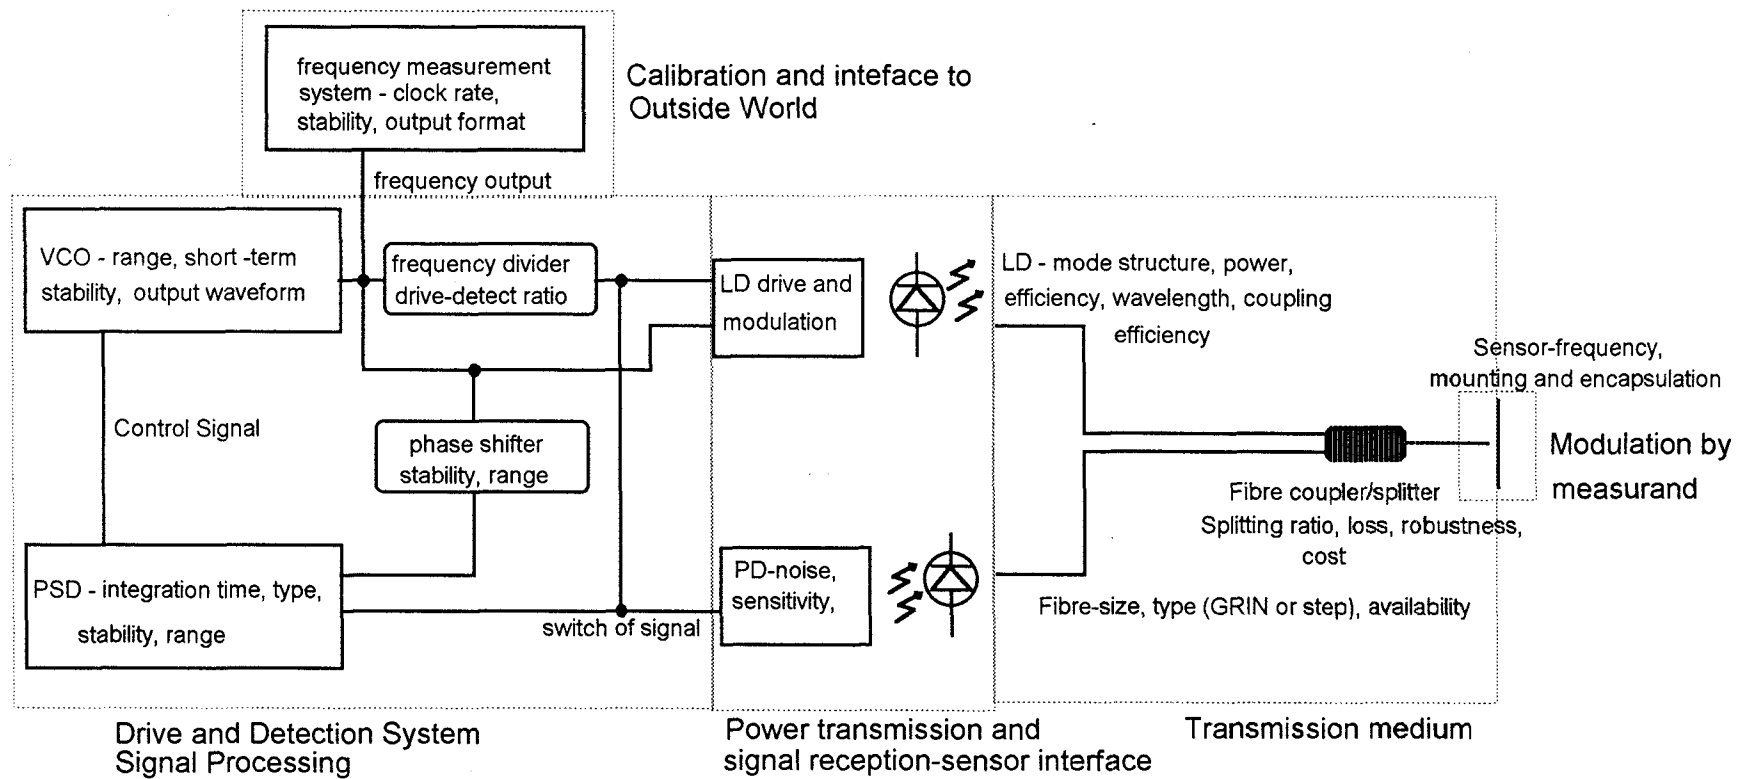 frequency measurement
system - clock rate,
stability, output format
Calibration and inteface to
Outside World
frequency output
VCO - range, short -term
stability, output waveform
frequency divider
drive-detect ratio
LD drive and
modulation
LD - mode structure, power,
efficiency, wavelength, coupling
efficiency
Sensor-frequency,
mounting and encapsulation
Control Signal
phase shifter
stability, range
Modulation by
measurand
Fibre coupler/splitter
Splitting ratio, loss, robustness,
cost
PSD - integration time, type,
stability, range
switch of signal
PD-noise,
sensitivity,
Fibre-size, type (GRIN or step), availability
Drive and Detection System
Signal Processing
Power transmission and
signal reception-sensor interface
Transmission medium